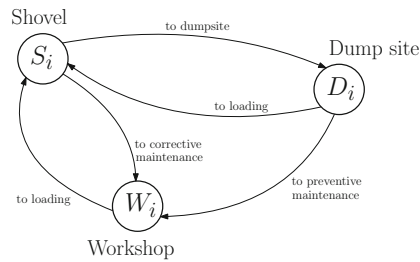 Shovel
to dumpsite
Dump site
S_i
D_i
to loading
to corrective
maintenance
to preventive
maintenance
to loading
W_i
Workshop